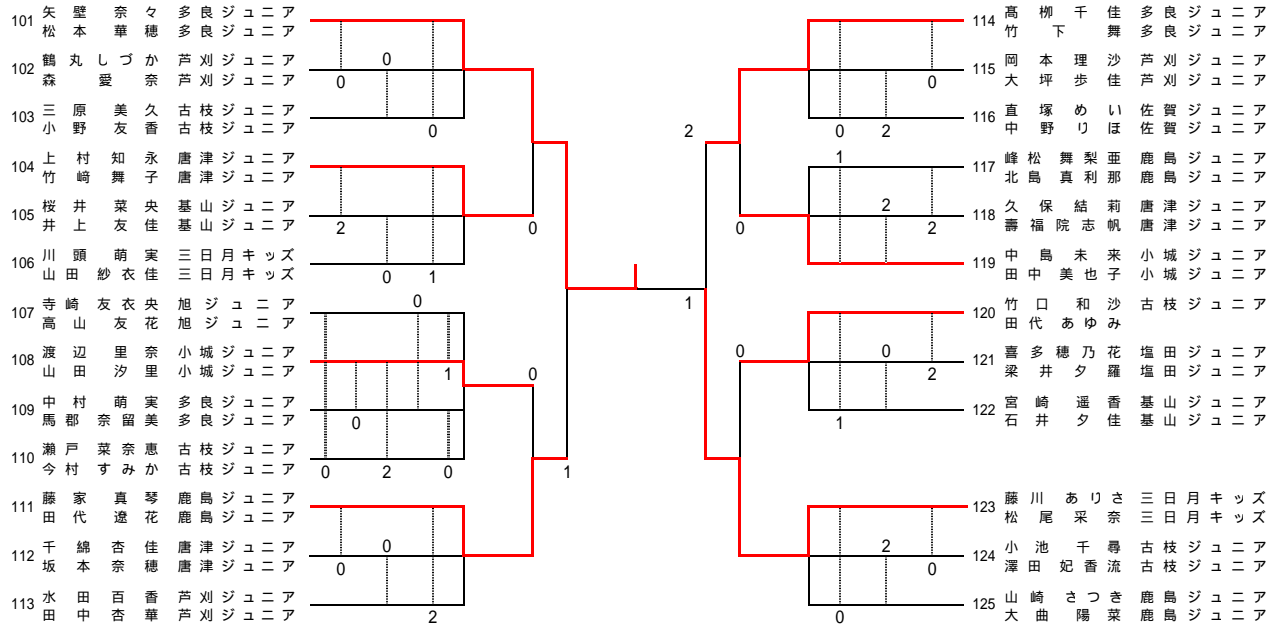 101 矢壁奈々 多良ジュニア
松本華穂 多良ジュニア
0
102 鶴丸しづか 芦刈ジュニア
森愛奈 芦刈ジュニア
0
103 三原美久 古枝ジュニア
小野友香 古枝ジュニア
0
104 上村知永 唐津ジュニア
竹﨑舞子 唐津ジュニア
105 桜井菜央 基山ジュニア
井上友佳 基山ジュニア
2
0
106 川頭萌実 三日月キッズ
山田紗衣佳 三日月キッズ
0 1
107 寺崎友衣央 旭ジュニア
高山友花 旭ジュニア
0
108 渡辺里奈 小城ジュニア
山田汐里 小城ジュニア
1
0
109 中村萌実 多良ジュニア
馬郡奈留美 多良ジュニア
0
110 瀬戸菜奈恵 古枝ジュニア
今村すみか 古枝ジュニア
0 2 0
1
111 藤家真琴 鹿島ジュニア
田代遼花 鹿島ジュニア
0
112 千綿杏佳 唐津ジュニア
坂本奈穂 唐津ジュニア
0
113 水田百香 芦刈ジュニア
田中杏華 芦刈ジュニア
2
1
114 髙栁千佳 多良ジュニア
竹下舞 多良ジュニア
115 岡本理沙 芦刈ジュニア
大坪歩佳 芦刈ジュニア
0
116 直塚めい 佐賀ジュニア
中野りほ 佐賀ジュニア
0 2
2
1
117 峰松舞梨亜 鹿島ジュニア
北島真利那 鹿島ジュニア
2
118 久保結莉 唐津ジュニア
壽福院志帆 唐津ジュニア
0
2
119 中島未来 小城ジュニア
田中美也子 小城ジュニア
120 竹口和沙 古枝ジュニア
田代あゆみ
0
0
121 喜多穂乃花 塩田ジュニア
梁井夕羅 塩田ジュニア
2
122 宮崎遥香 基山ジュニア
石井夕佳 基山ジュニア
1
123 藤川ありさ 三日月キッズ
松尾采奈 三日月キッズ
2
124 小池千尋 古枝ジュニア
澤田妃香流 古枝ジュニア
0
125 山崎さつき 鹿島ジュニア
大曲陽菜 鹿島ジュニア
0